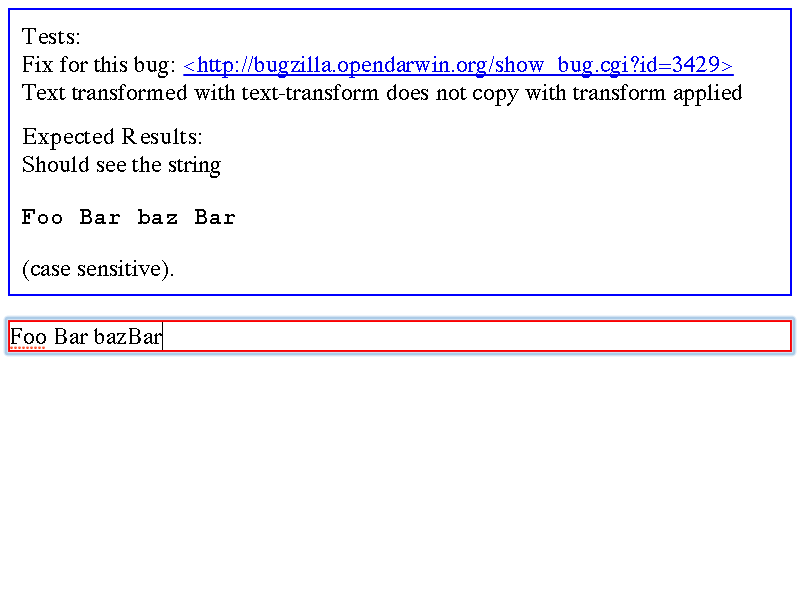 Tests:
Fix for this bug: <http://bugzilla.opendarwin.org/show_bug.cgi?id=3429>
Text transformed with text-transform does not copy with transform applied
Expected Results:
Should see the string
Foo Bar baz Bar
(case sensitive).
Foo Bar bazBar